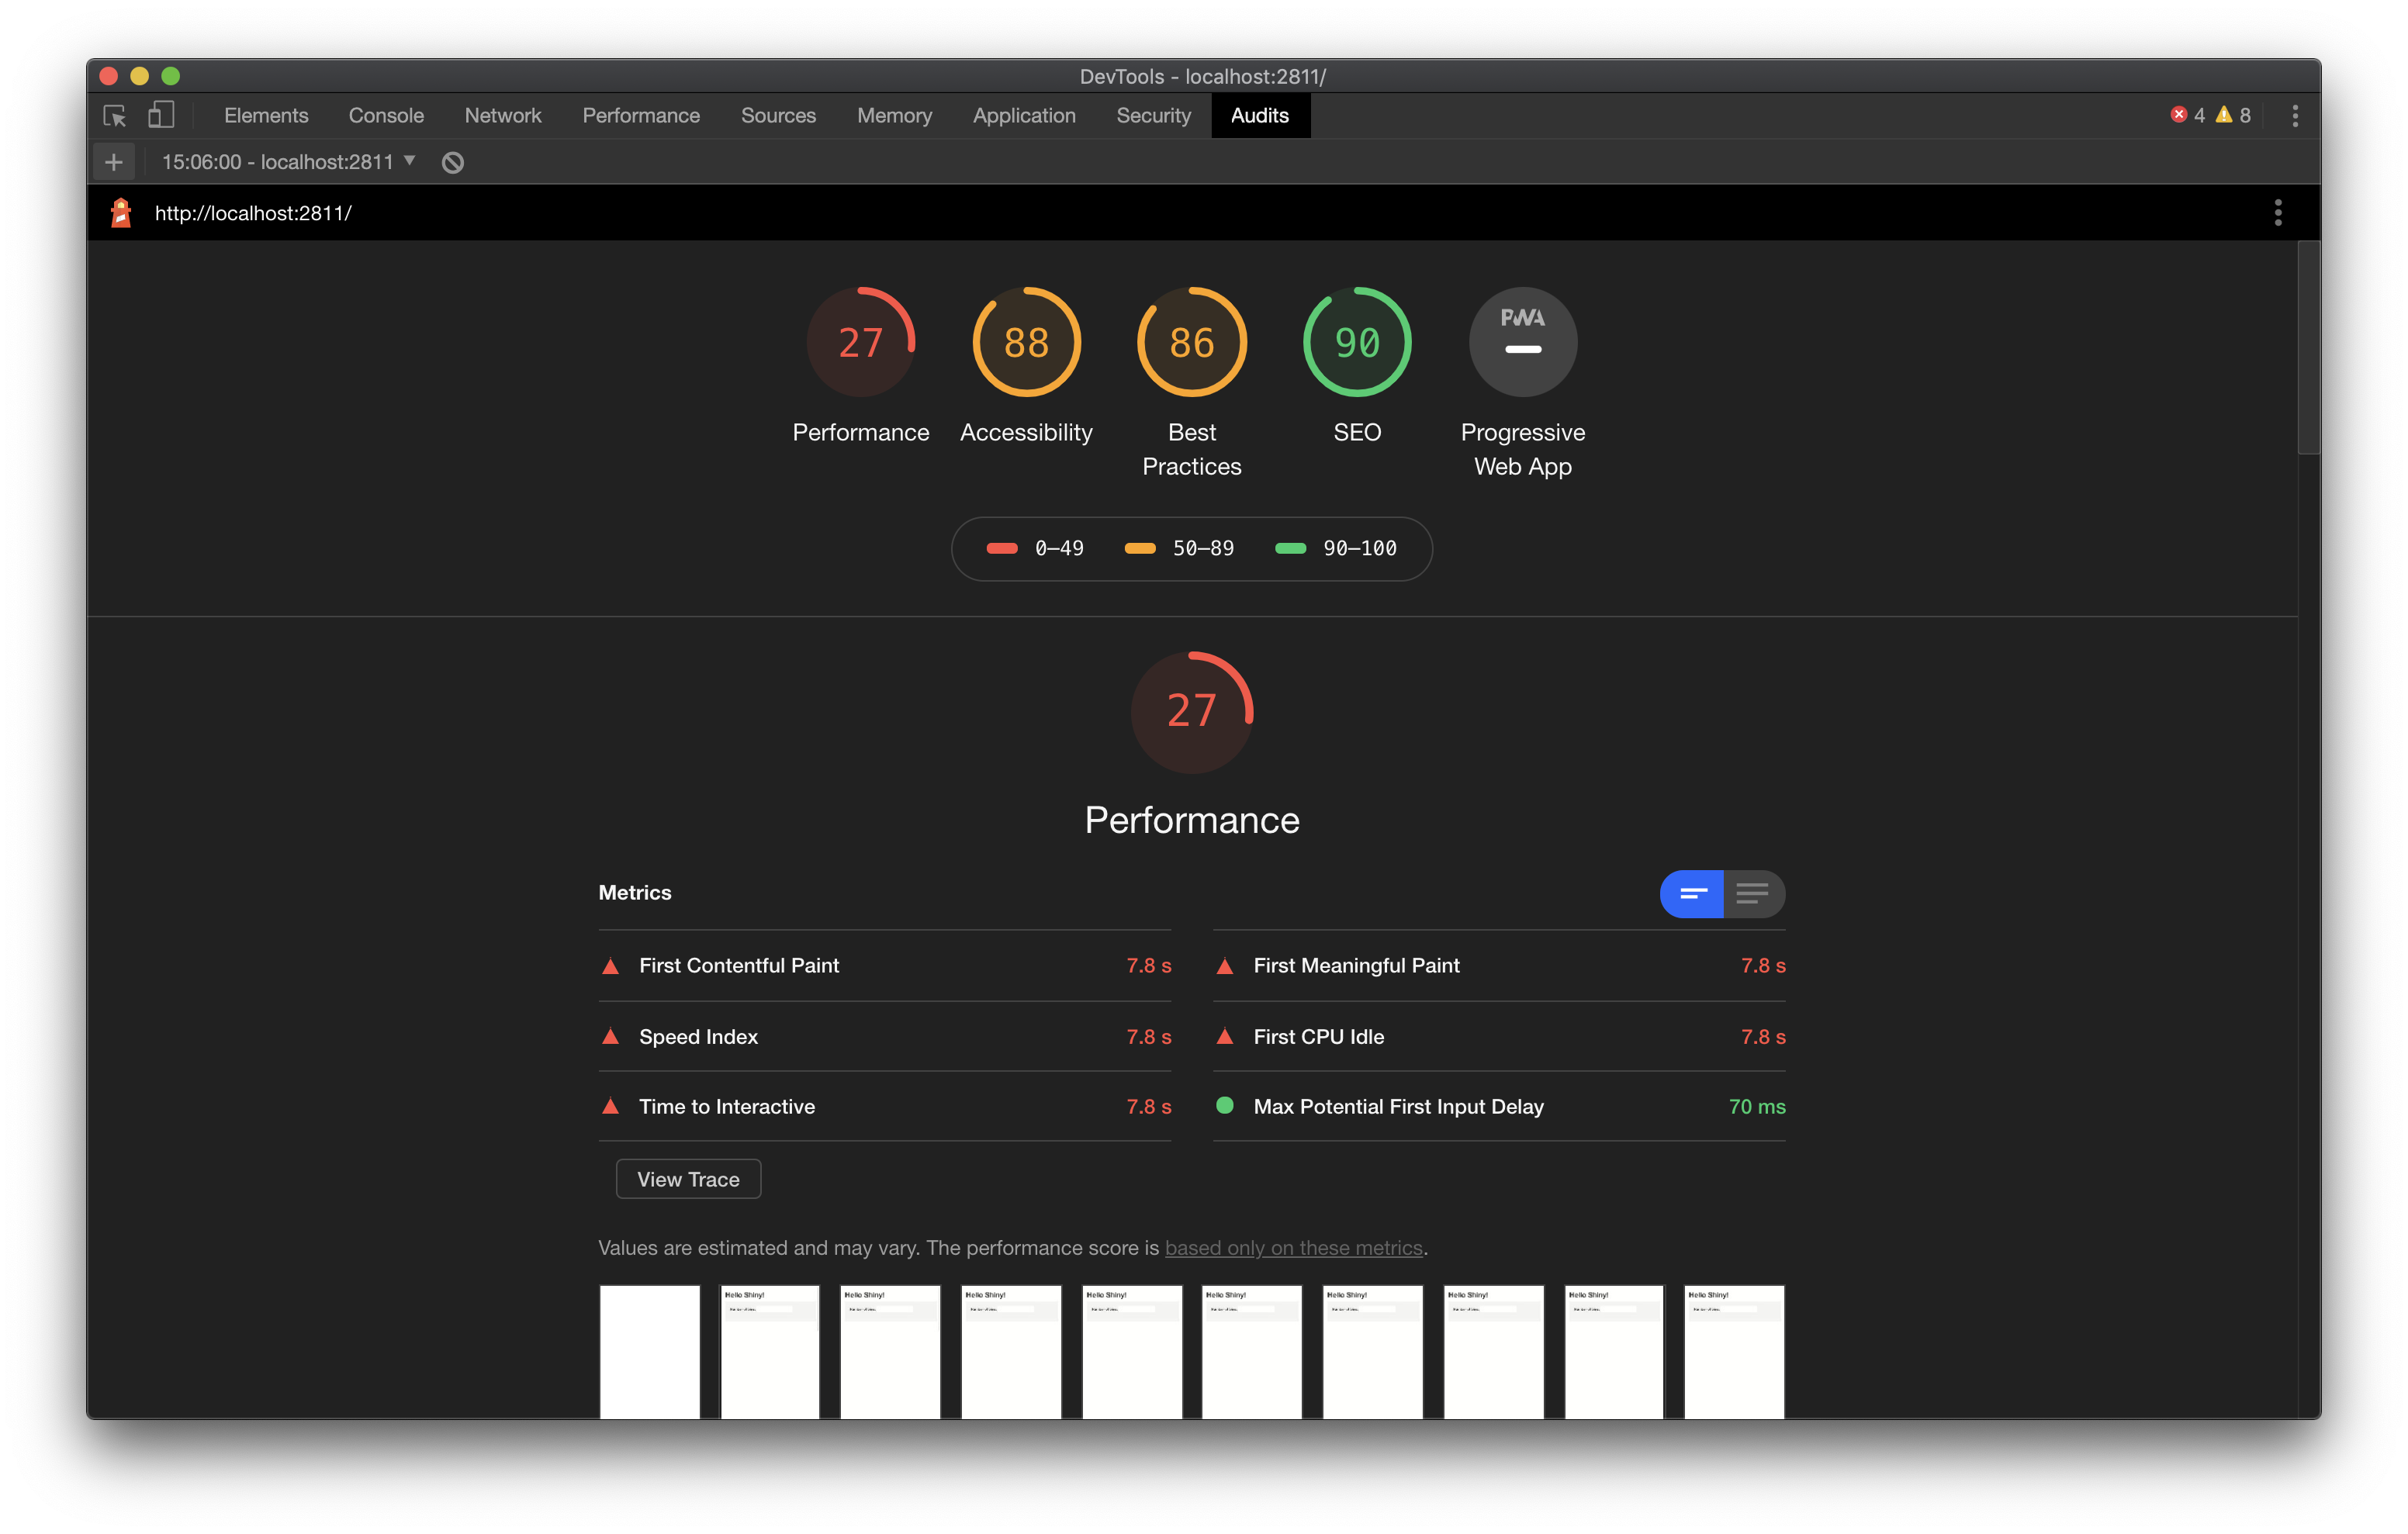 DevTools - localhost:2811/
Elements Console Network Performance Sources Memory Application Security Audits 4 8
15:06:00 - localhost:2811
http://localhost:2811/
27 88 86 90 PWA
Performance Accessibility Best Practices SEO Progressive Web App
0–49 50–89 90–100
27
Performance
Metrics
First Contentful Paint 7.8 s
First Meaningful Paint 7.8 s
Speed Index 7.8 s
First CPU Idle 7.8 s
Time to Interactive 7.8 s
Max Potential First Input Delay 70 ms
View Trace
Values are estimated and may vary. The performance score is based only on these metrics.
Hello Shiny! Hello Shiny! Hello Shiny! Hello Shiny! Hello Shiny! Hello Shiny! Hello Shiny! Hello Shiny! Hello Shiny!